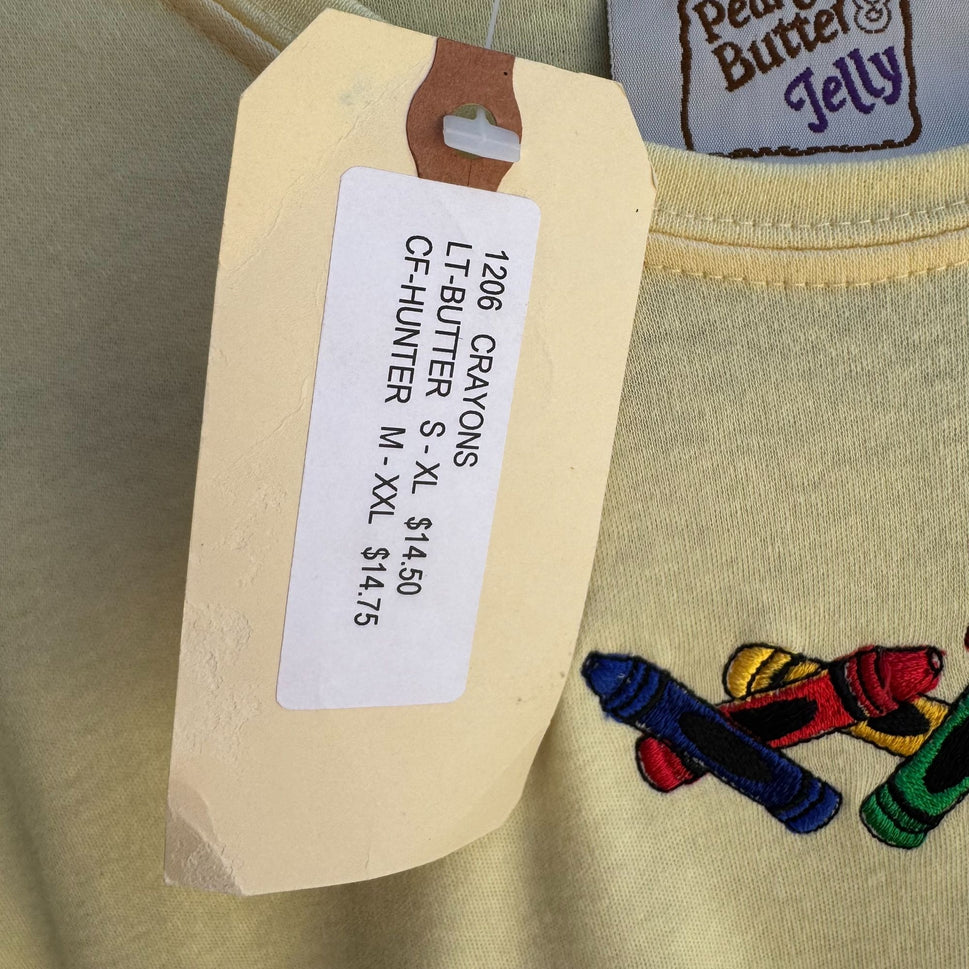 Butter &
Jelly
1206 CRAYONS
LT-BUTTER S - XL $14.50
CF-HUNTER M - XXL $14.75